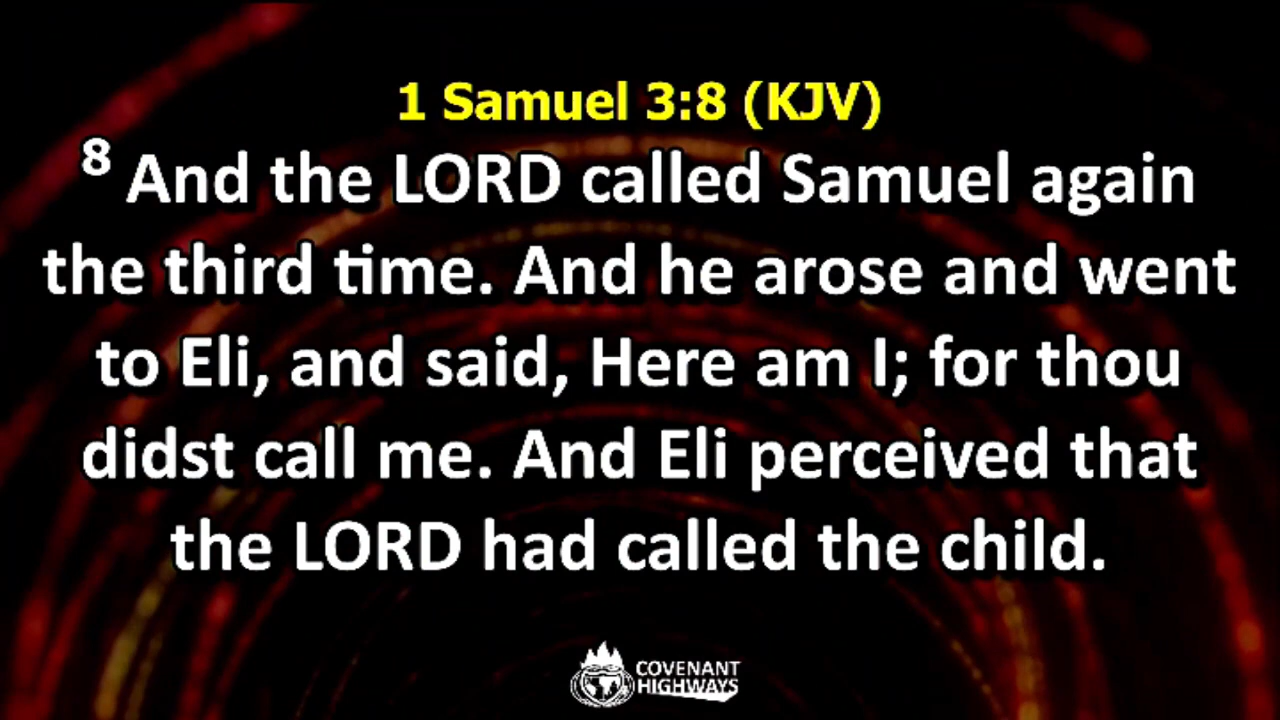 1 Samuel 3:8 (KJV)
8 And the LORD called Samuel again
the third time. And he arose and went
to Eli, and said, Here am I; for thou
didst call me. And Eli perceived that
the LORD had called the child.
COVENANT
HIGHWAYS